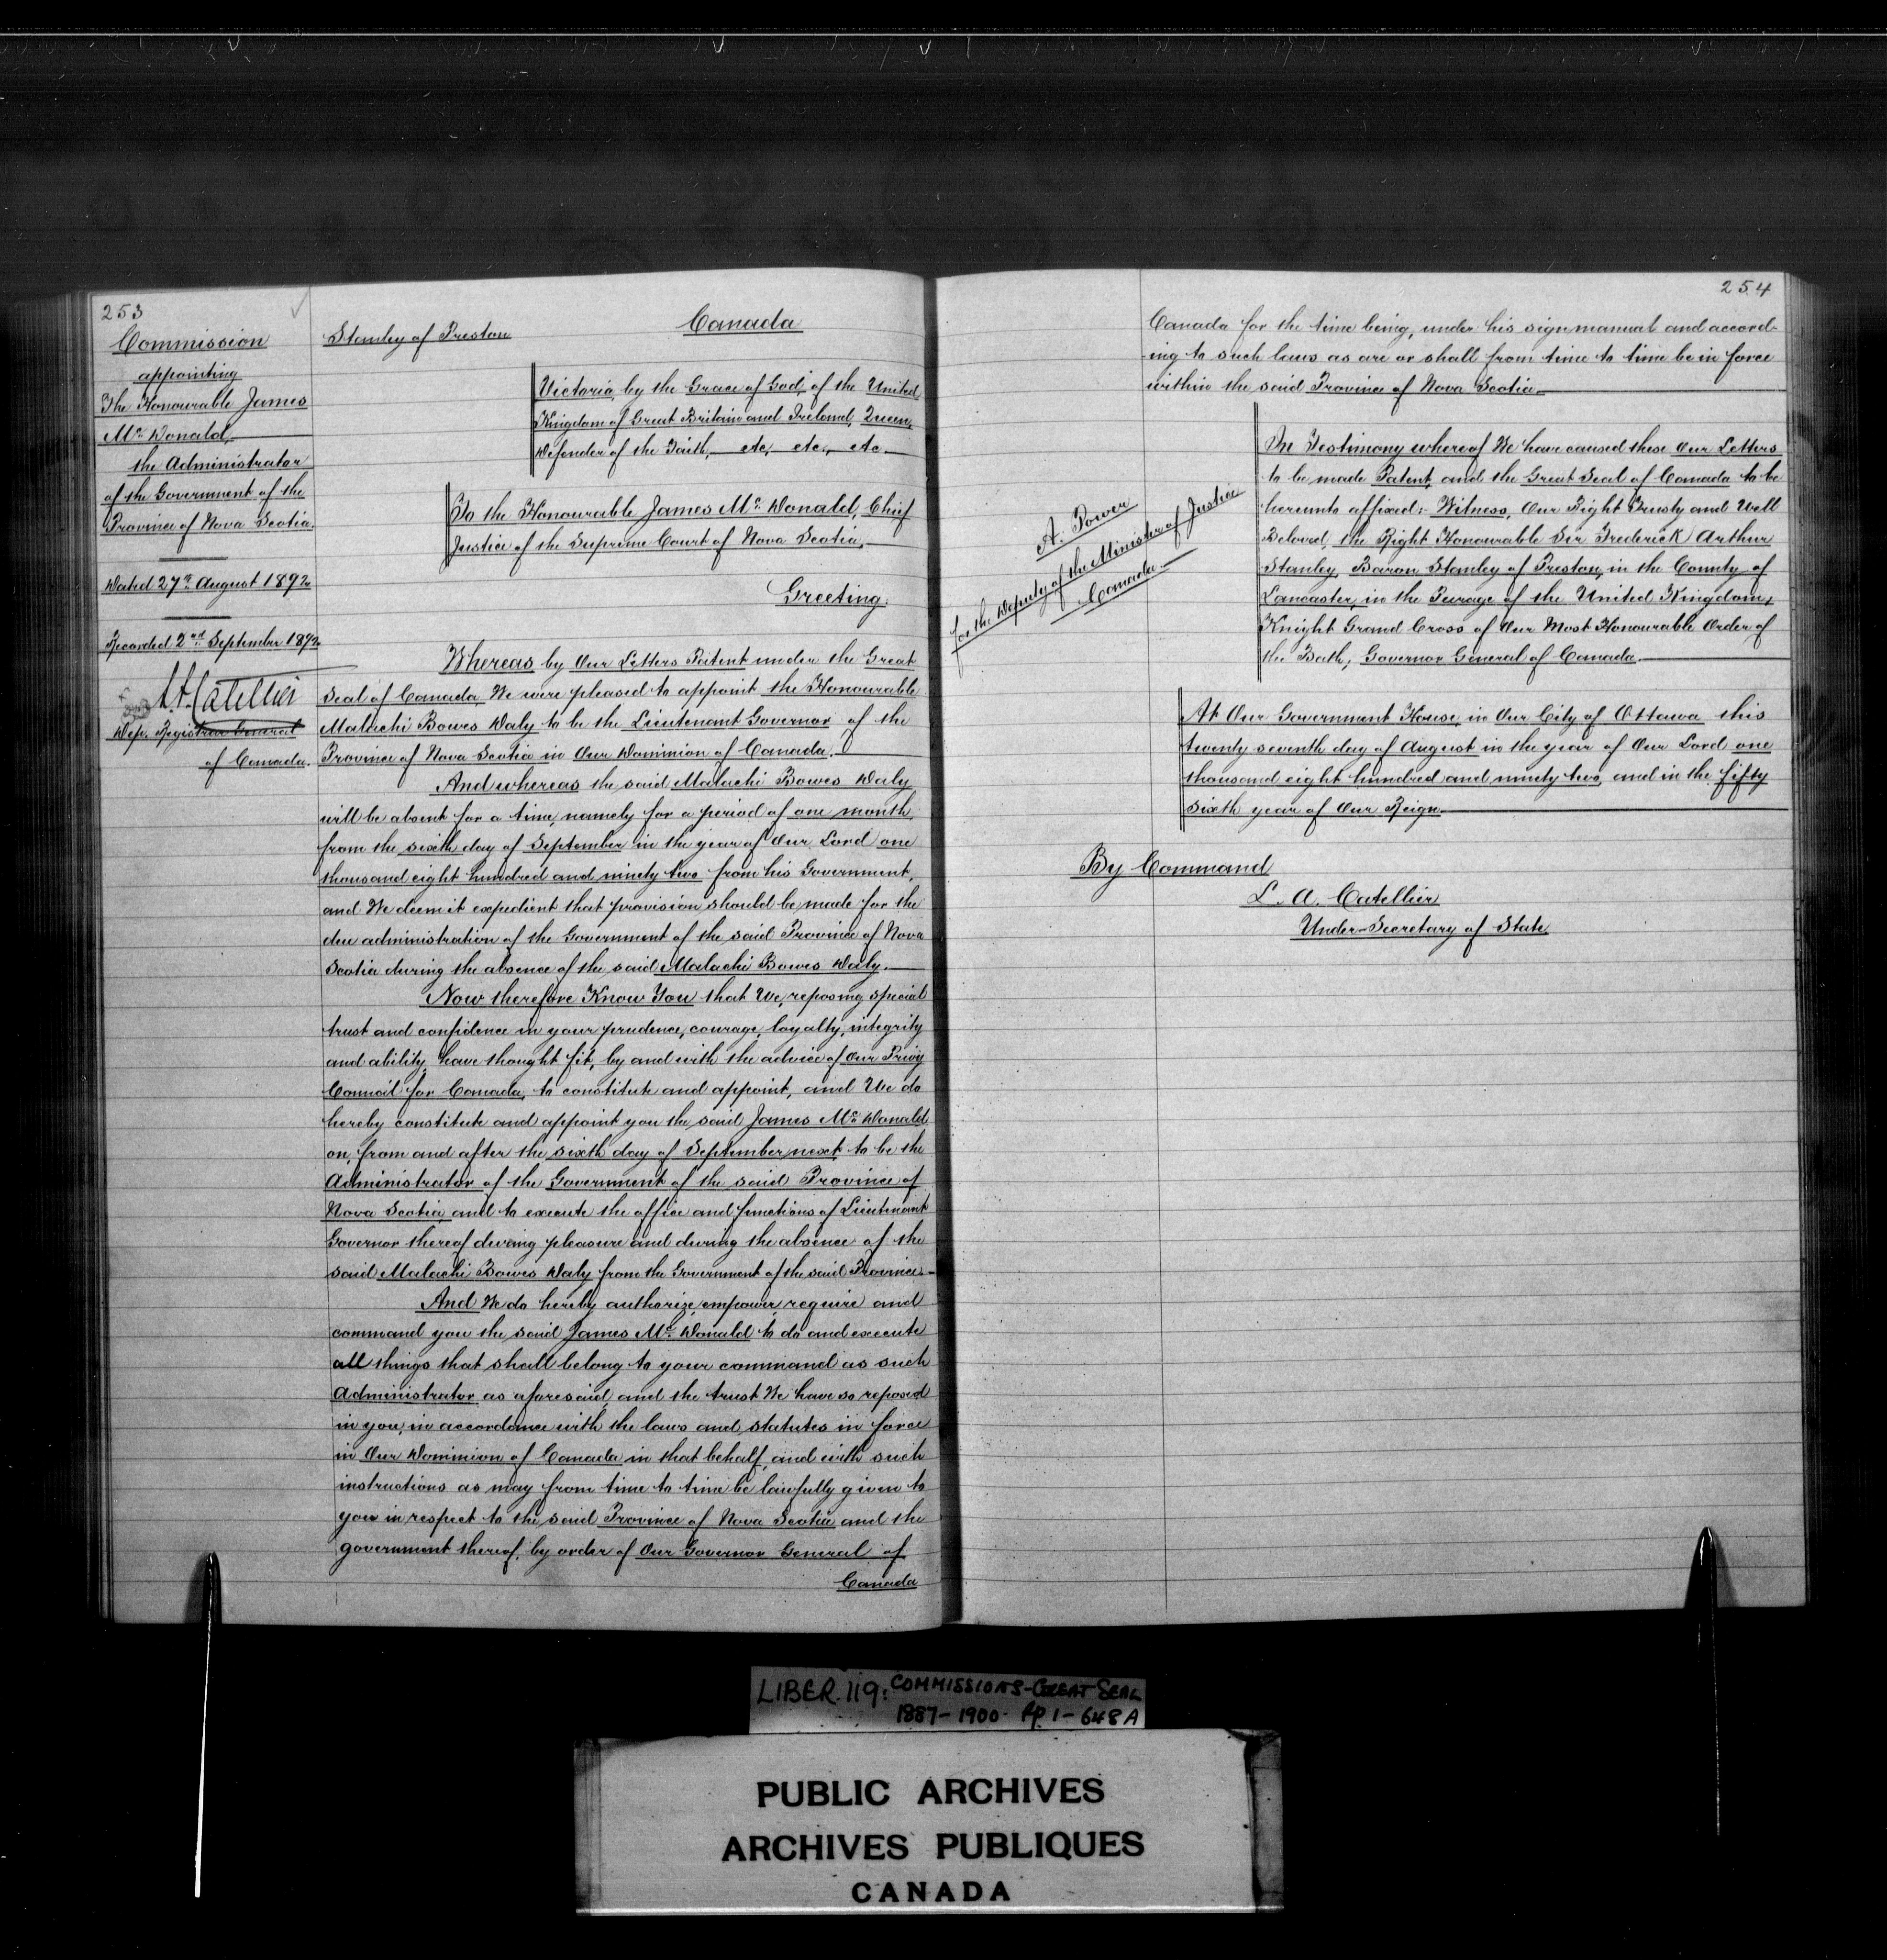 253
Commission
appointing
The Honourable James
Mc Donald,
the Administrator
of the Government of the
Province of Nova Scotia.
Dated 27th August 1892
Recorded 2nd September 1892
L.A. Catellier
Dep. Registrar General
of Canada.
Stanley of Preston
Canada
Victoria, by the Grace of God, of the United
Kingdom of Great Britain and Ireland, Queen,
Defender of the Faith, etc, etc., etc.
To the Honourable James Mc Donald, Chief
Justice of the Supreme Court of Nova Scotia,
Greeting.
Whereas by Our Letters Patent under the Great
Seal of Canada, We were pleased to appoint the Honourable
Malachi Bowes Daly to be the Lieutenant Governor of the
Province of Nova Scotia in Our Dominion of Canada.
And whereas the said Malachi Bowes Daly
will be absent for a time, namely for a period of one month,
from the sixth day of September in the year of Our Lord one
thousand eight hundred and ninety two from his Government,
and We deem it expedient that provision should be made for the
due administration of the Government of the said Province of Nova
Scotia during the absence of the said Malachi Bowes Daly.
Now therefore Know You that We, reposing special
trust and confidence in your prudence, courage, loyalty, integrity
and ability, have thought fit, by and with the advice of Our Privy
Council for Canada, to constitute and appoint, and We do
hereby constitute and appoint you the said James Mc Donald
on, from and after the sixth day of September next to be the
Administrator of the Government of the said Province of
Nova Scotia, and to execute the office and functions of Lieutenant
Governor thereof during pleasure and during the absence of the
said Malachi Bowes Daly from the Government of the said Province.
And We do hereby authorize, empower, require and
command you the said James Mc Donald to do and execute
all things that shall belong to your command as such
Administrator as aforesaid, and the trust We have so reposed
in you, in accordance with the laws and statutes in force
in Our Dominion of Canada in that behalf, and with such
instructions as may from time to time be lawfully given to
you in respect to the said Province of Nova Scotia and the
government thereof, by order of Our Governor General of
Canada
254
Canada for the time being, under his sign manual and accord-
ing to such laws as are or shall from time to time be in force
within the said Province of Nova Scotia.
A. Power
for the Deputy of the Minister of Justice
Canada.
In Testimony whereof We have caused these Our Letters
to be made Patent, and the Great Seal of Canada to be
hereunto affixed: Witness, Our Right Trusty and Well
Beloved, the Right Honourable Sir Frederick Arthur
Stanley, Baron Stanley of Preston, in the County of
Lancaster, in the Peerage of the United Kingdom,
Knight Grand Cross of Our Most Honourable Order of
the Bath, Governor General of Canada.
At Our Government House, in Our City of Ottawa this
twenty seventh day of August in the year of Our Lord one
thousand eight hundred and ninety two, and in the fifty
sixth year of Our Reign.
By Command
L. A. Catellier
Under-Secretary of State
LIBER. 119: COMMISSIONS-GREAT SEAL
1887-1900- Pp 1-648A
PUBLIC ARCHIVES
ARCHIVES PUBLIQUES
CANADA